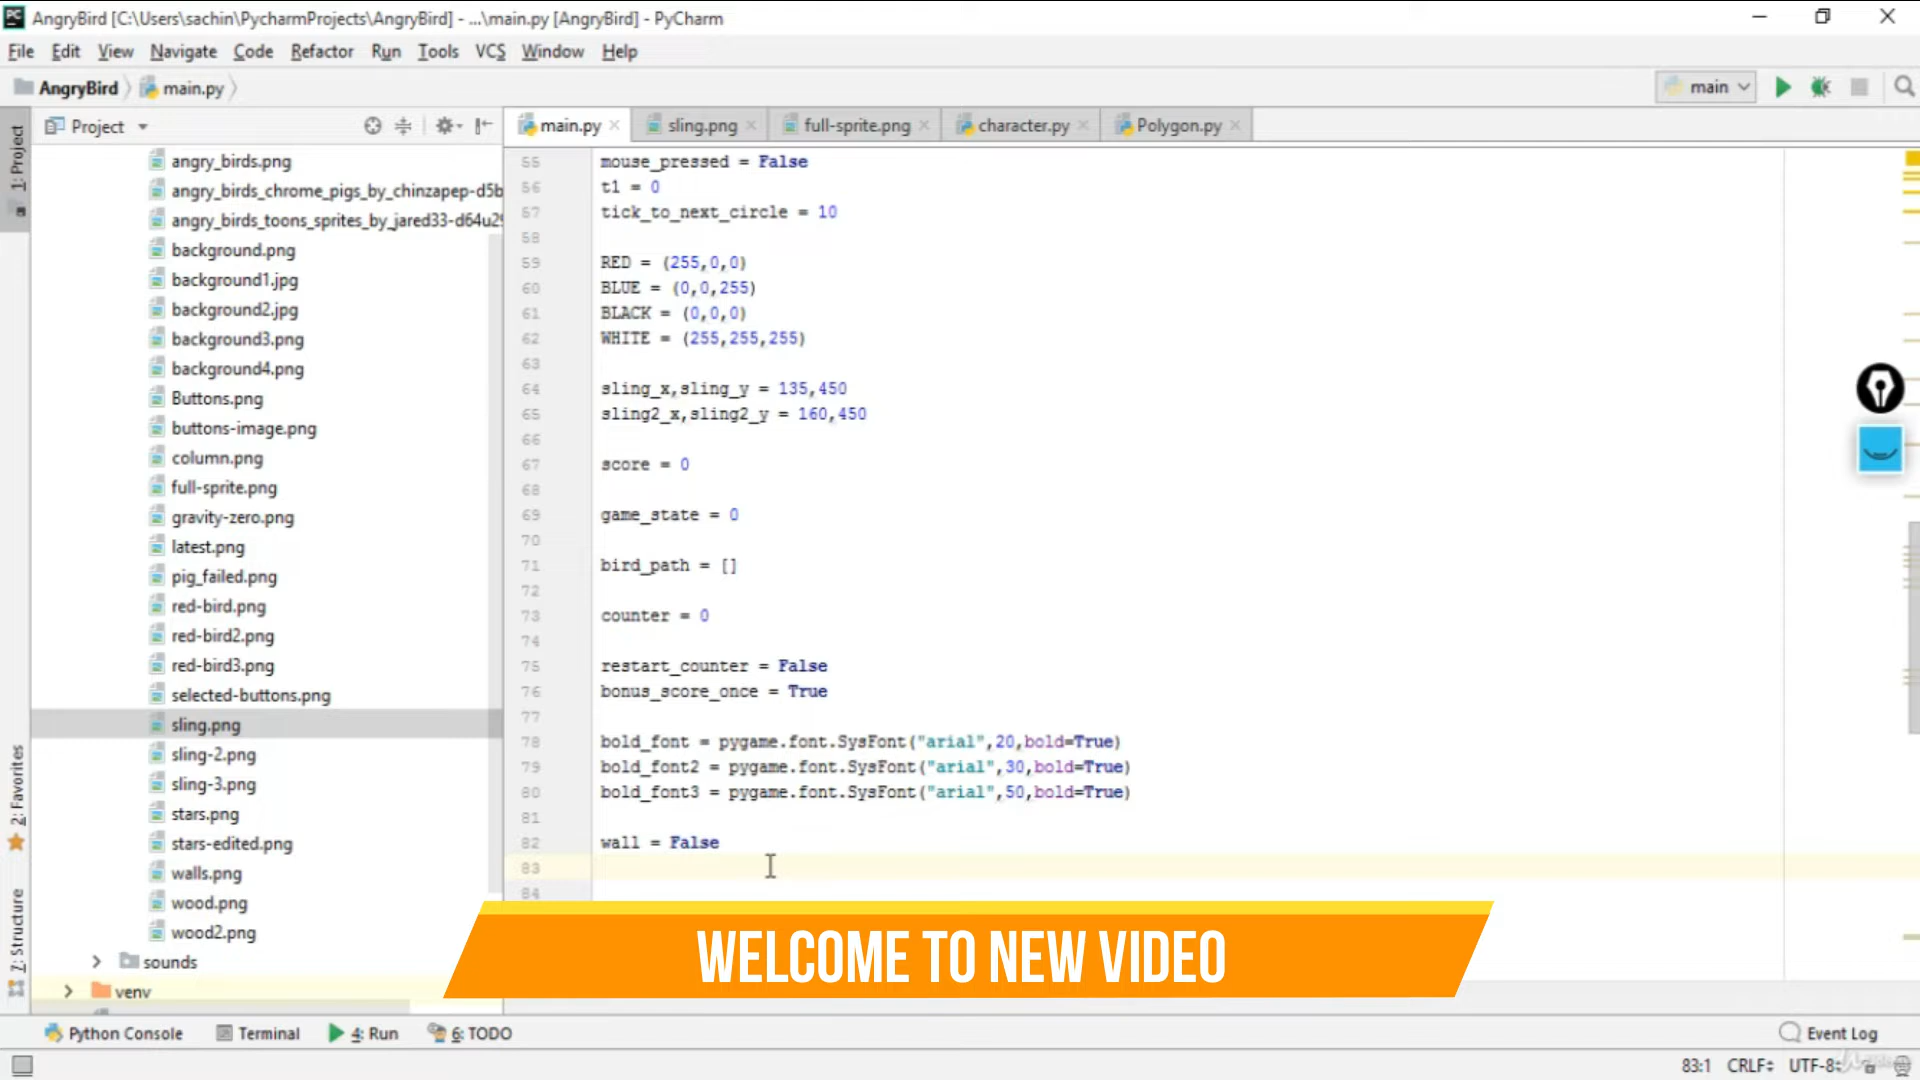 AngryBird [C:\Users\sachin\PycharmProjects\AngryBird] - ...\main.py [AngryBird] - PyCharm
File Edit View Navigate Code Refactor Run Tools VCS Window Help
AngryBird main.py main
Project
main.py sling.png full-sprite.png character.py Polygon.py
1: Project
2: Favorites
7: Structure
angry_birds.png
angry_birds_chrome_pigs_by_chinzapep-d5b
angry_birds_toons_sprites_by_jared33-d64u29
background.png
background1.jpg
background2.jpg
background3.png
background4.png
Buttons.png
buttons-image.png
column.png
full-sprite.png
gravity-zero.png
latest.png
pig_failed.png
red-bird.png
red-bird2.png
red-bird3.png
selected-buttons.png
sling.png
sling-2.png
sling-3.png
stars.png
stars-edited.png
walls.png
wood.png
wood2.png
sounds
venv
55 mouse_pressed = False
56 t1 = 0
57 tick_to_next_circle = 10
58
59 RED = (255,0,0)
60 BLUE = (0,0,255)
61 BLACK = (0,0,0)
62 WHITE = (255,255,255)
63
64 sling_x,sling_y = 135,450
65 sling2_x,sling2_y = 160,450
66
67 score = 0
68
69 game_state = 0
70
71 bird_path = []
72
73 counter = 0
74
75 restart_counter = False
76 bonus_score_once = True
77
78 bold_font = pygame.font.SysFont("arial",20,bold=True)
79 bold_font2 = pygame.font.SysFont("arial",30,bold=True)
80 bold_font3 = pygame.font.SysFont("arial",50,bold=True)
81
82 wall = False
83
84
WELCOME TO NEW VIDEO
Python Console Terminal 4: Run 6: TODO Event Log
83:1 CRLF UTF-8